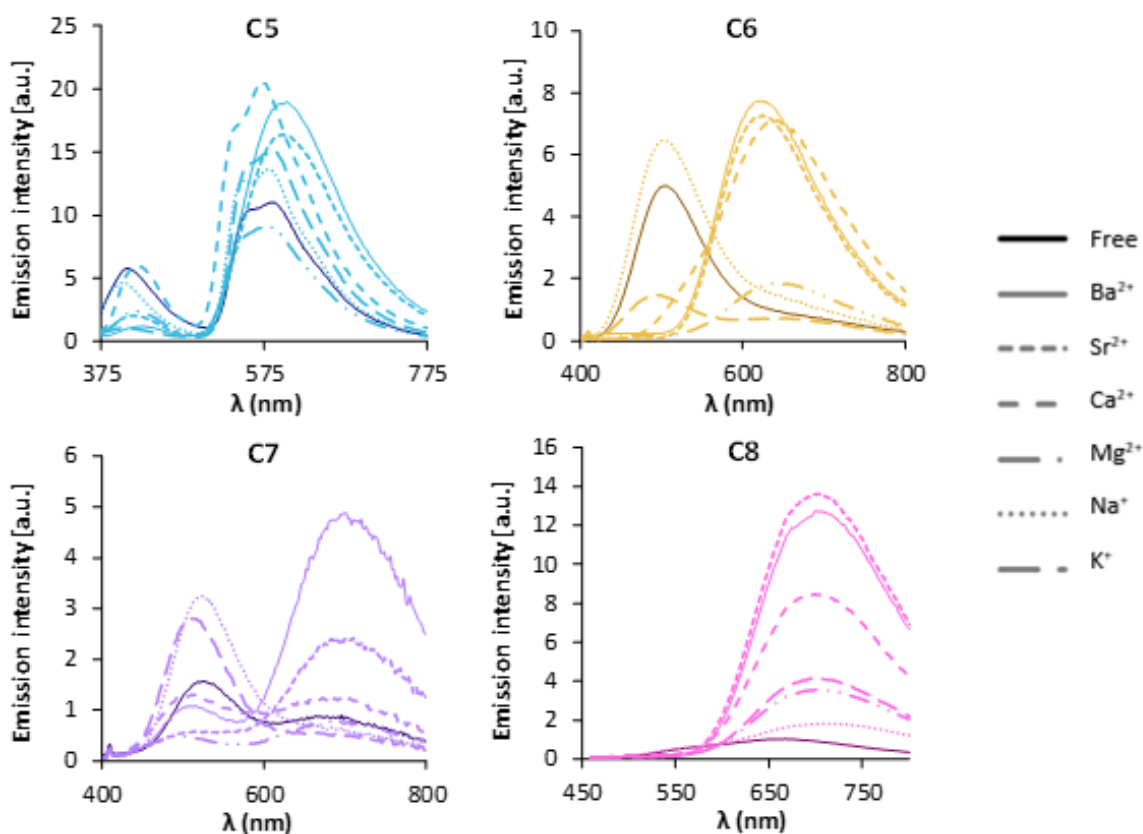 C5
Emission intensity [a.u.]
25
20
15
10
5
0
375
575
775
λ (nm)
C6
Emission intensity [a.u.]
10
8
6
4
2
0
400
600
800
λ (nm)
C7
Emission intensity [a.u.]
6
5
4
3
2
1
0
400
600
800
λ (nm)
C8
Emission intensity [a.u.]
16
14
12
10
8
6
4
2
0
450
550
650
750
λ (nm)
Free
Ba²⁺
Sr²⁺
Ca²⁺
Mg²⁺
Na⁺
K⁺